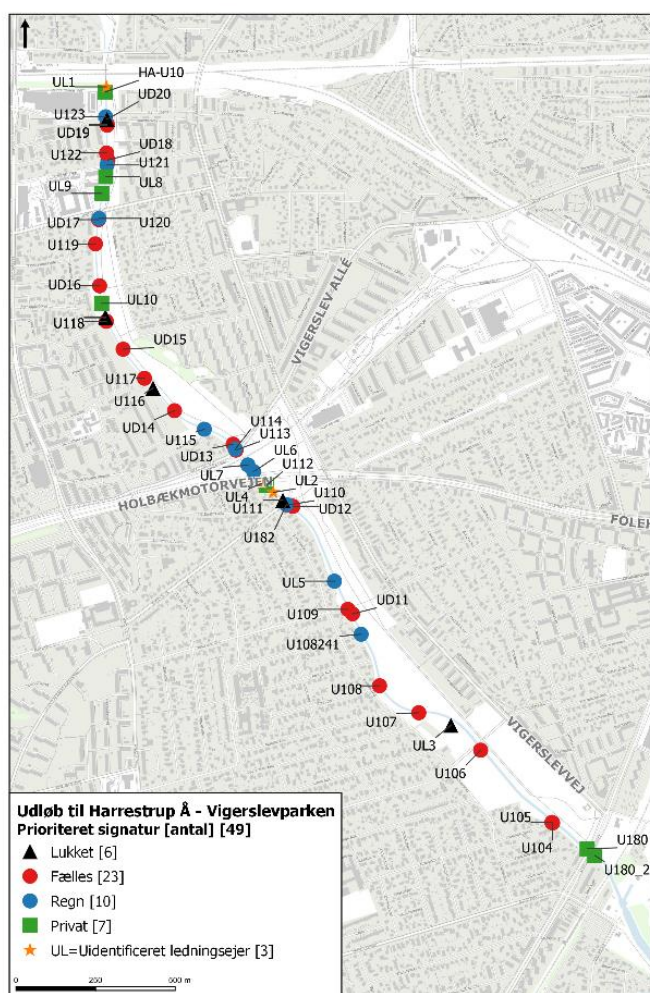 UL1
HA-U10
UD20
U123
UD19
UD18
U122
U121
UL9
UL8
UD17
U120
U119
UD16
UL10
U118
UD15
VIGERSLEV ALLÉ
U117
U116
UD14
U115
U114
U113
UD13
UL6
UL7
U112
HOLBÆKMOTORVEJEN
UL4
UL2
U111
U110
UD12
FOLEH
U182
UL5
U109
UD11
U108241
U108
U107
UL3
VIGERSLEVVEJ
U106
U105
U104
U180
U180_2
Udløb til Harrestrup Å - Vigerslevparken
Prioriteret signatur [antal] [49]
Lukket [6]
Fælles [23]
Regn [10]
Privat [7]
UL=Uidentificeret ledningsejer [3]
0 250 500 m